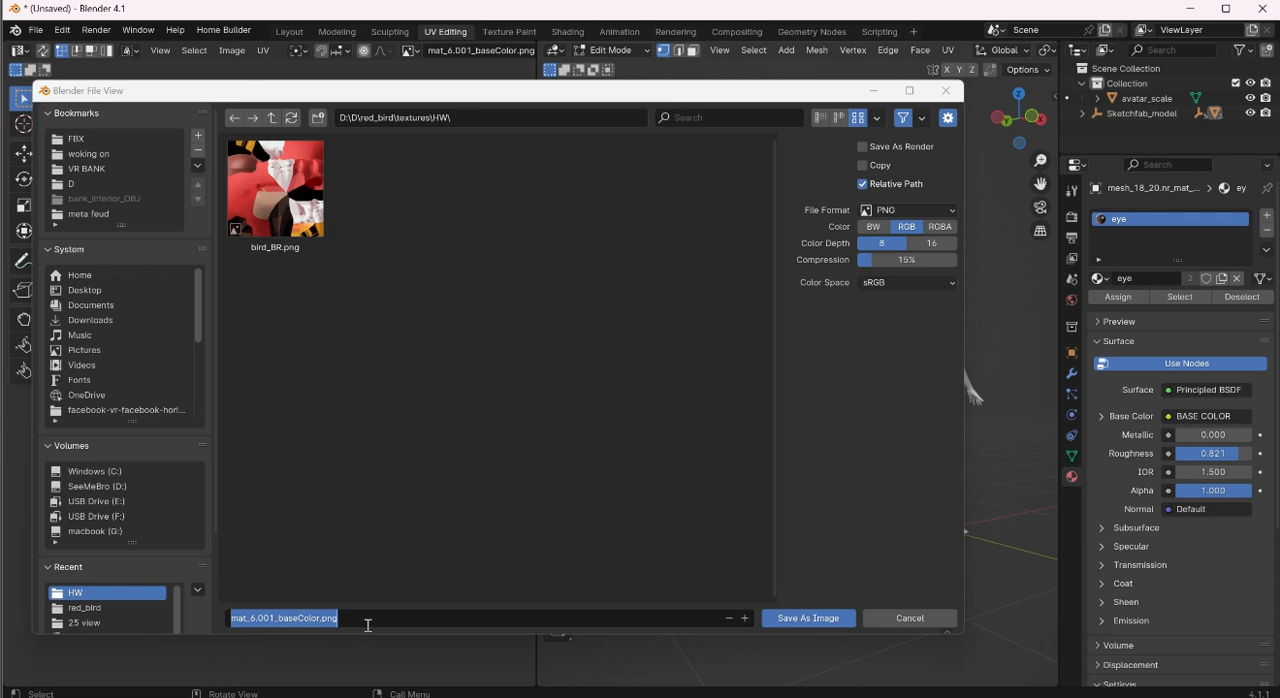 * (Unsaved) - Blender 4.1
File Edit Render Window Help Layout Modeling Sculpting UV Editing Texture Paint Shading Animation Rendering Compositing Geometry Nodes Scripting + Scene ViewLayer
View Select Image UV mat_6.001_baseColor.png Edit Mode View Select Add Mesh Vertex Edge Face UV Global Search
X Y Z Options
Scene Collection
Collection
avatar_scale
Sketchfab_model
Blender File View
Bookmarks
FBX
woking on
VR BANK
D
bank_interior_OBJ
meta feud
System
Home
Desktop
Documents
Downloads
Music
Pictures
Videos
Fonts
OneDrive
facebook-vr-facebook-hori...
Volumes
Windows (C:)
SeeMeBro (D:)
USB Drive (E:)
USB Drive (F:)
macbook (G:)
Recent
HW
red_bird
25 view
D:\D\red_bird\textures\HW\
Search
bird_BR.png
Save As Render
Copy
Relative Path
File Format PNG
Color BW RGB RGBA
Color Depth 8 16
Compression 15%
Color Space sRGB
mat_6.001_baseColor.png
Save As Image
Cancel
Z
Y X
Search
mesh_18_20.nr_mat_... > ey
eye
eye 2
Assign Select Deselect
Preview
Surface
Use Nodes
Surface Principled BSDF
Base Color BASE COLOR
Metallic 0.000
Roughness 0.821
IOR 1.500
Alpha 1.000
Normal Default
Subsurface
Specular
Transmission
Coat
Sheen
Emission
Volume
Displacement
Settings
Select Rotate View Call Menu 4.1.1